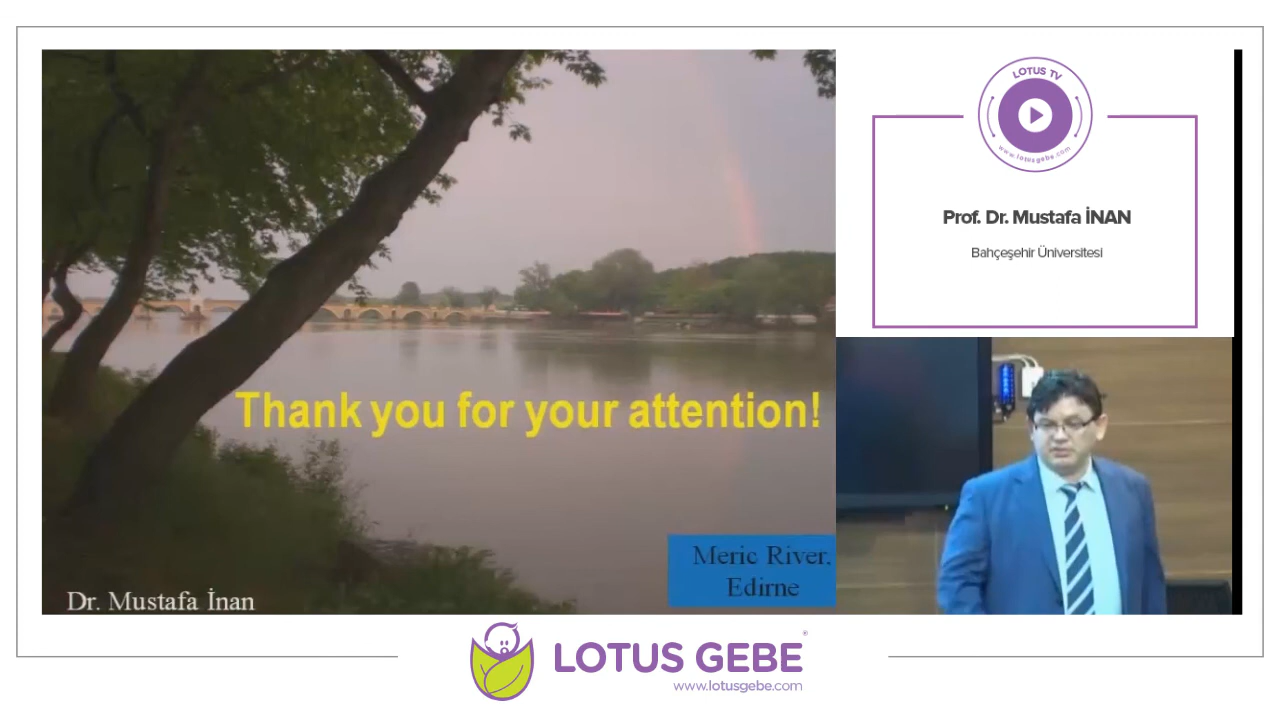 Thank you for your attention!
Meric River,
Edirne
Dr. Mustafa İnan
LOTUS TV
www.lotusgebe.com
Prof. Dr. Mustafa İNAN
Bahçeşehir Üniversitesi
LOTUS GEBE®
www.lotusgebe.com